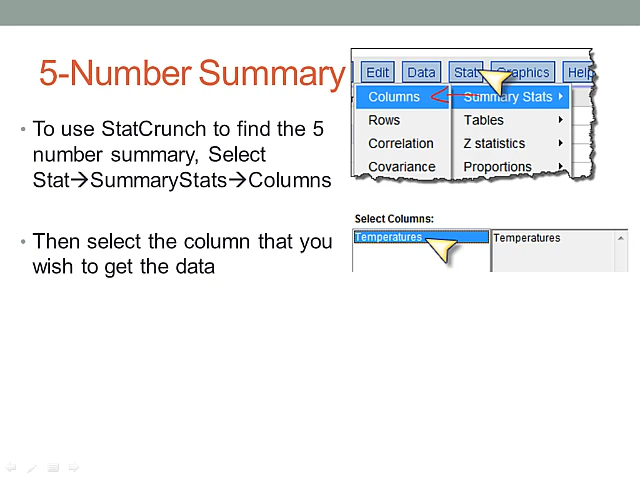 5-Number Summary
• To use StatCrunch to find the 5
number summary, Select
Stat→SummaryStats→Columns
• Then select the column that you
wish to get the data
Edit Data Stat Graphics Help
Columns Summary Stats
Rows Tables
Correlation Z statistics
Covariance Proportions
Select Columns:
Temperatures Temperatures